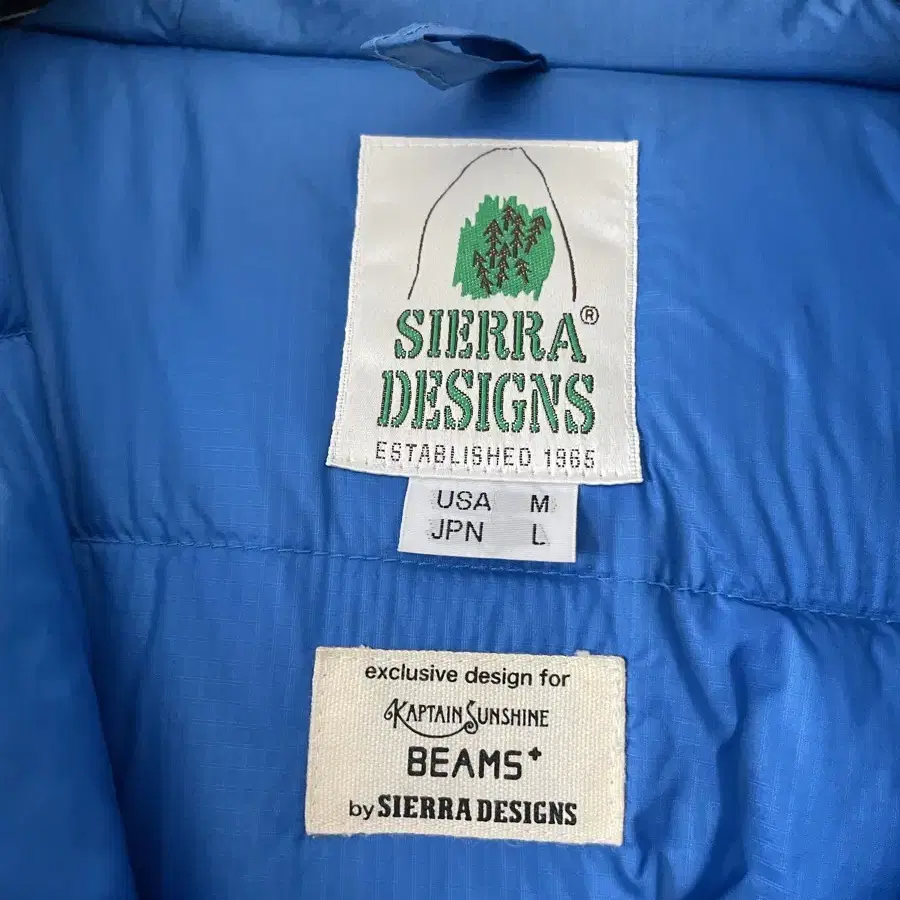 SIERRA®
DESIGNS
ESTABLISHED 1965
USA M
JPN L
exclusive design for
KAPTAIN SUNSHINE
BEAMS+
by SIERRA DESIGNS